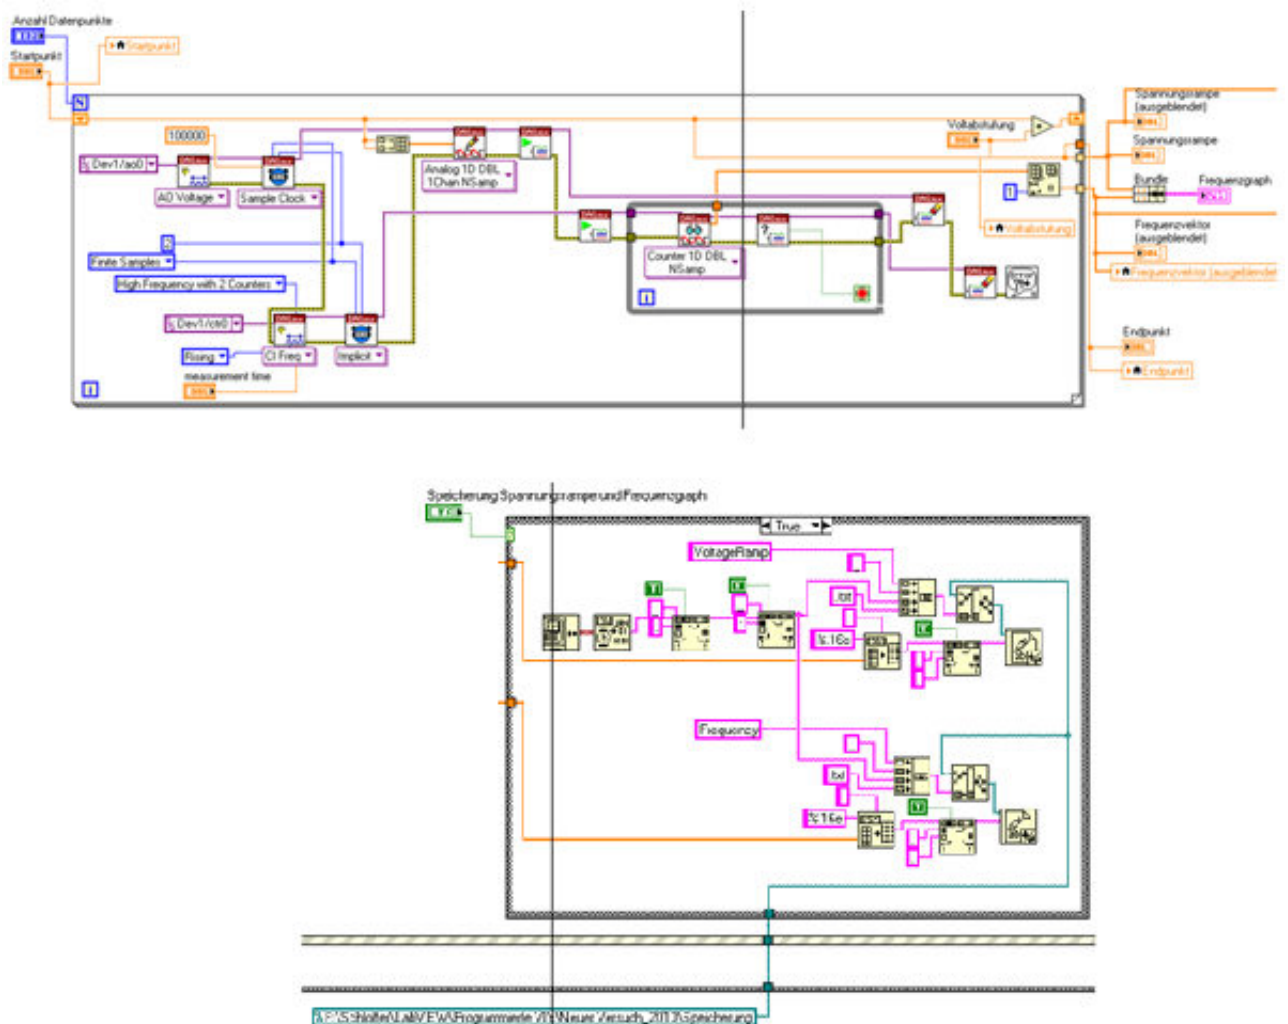 Anzahl Datenpunkte
Startpunkt
Startpunkt
N
100000
Dev1/ao0
AO Voltage
Sample Clock
Analog 1D DBL
1Chan NSamp
Voltabstufung
Spannungsrampe
(ausgeblendet)
Spannungsrampe
Bundle
Frequenzgraph
1
Voltabstufung
Frequenzvektor
(ausgeblendet)
Frequenzvektor (ausgeblendet
2
Finite Samples
High Frequency with 2 Counters
Counter 1D DBL
NSamp
i
Dev1/ctr0
Rising
CI Freq
Implicit
measurement time
i
Endpunkt
Endpunkt
Speicherung Spannungsrampe und Frequenzgraph
True
VoltageRamp
.txt
%.16e
Frequency
.txt
%.16e